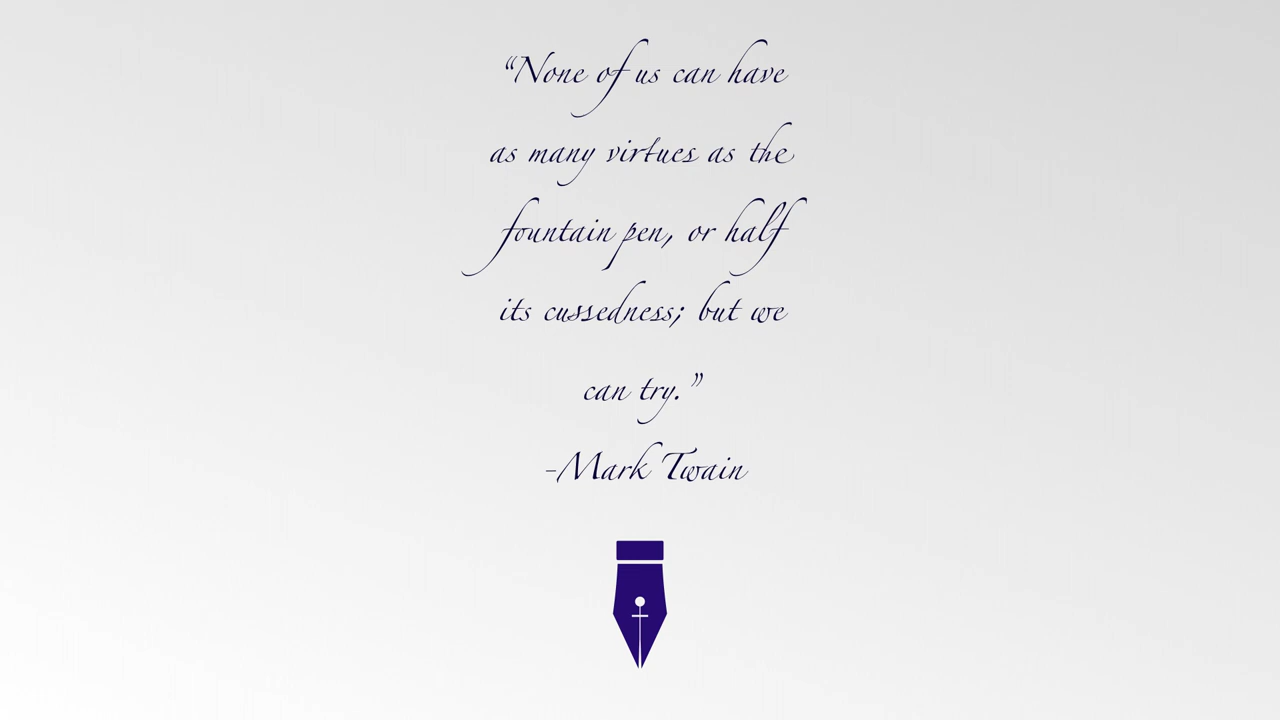 “None of us can have
as many virtues as the
fountain pen, or half
its cussedness; but we
can try.”
-Mark Twain